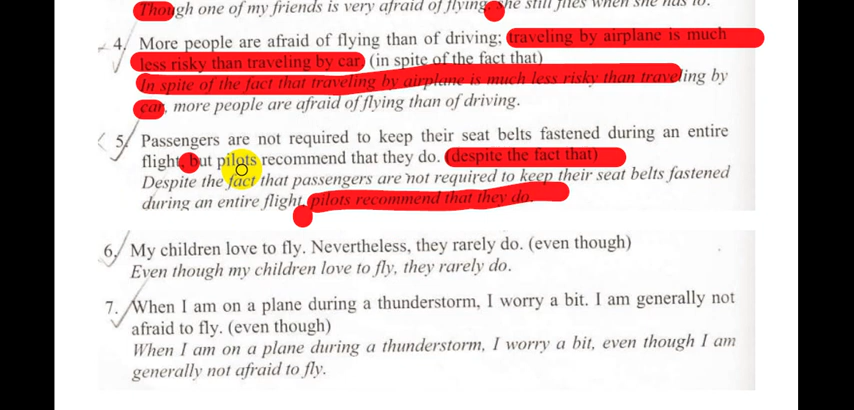 Though one of my friends is very afraid of flying, she still flies when she has to.
4. More people are afraid of flying than of driving; traveling by airplane is much
less risky than traveling by car. (in spite of the fact that)
In spite of the fact that traveling by airplane is much less risky than traveling by
car, more people are afraid of flying than of driving.
5. Passengers are not required to keep their seat belts fastened during an entire
flight, but pilots recommend that they do. (despite the fact that)
Despite the fact that passengers are not required to keep their seat belts fastened
during an entire flight, pilots recommend that they do.
6. My children love to fly. Nevertheless, they rarely do. (even though)
Even though my children love to fly, they rarely do.
7. When I am on a plane during a thunderstorm, I worry a bit. I am generally not
afraid to fly. (even though)
When I am on a plane during a thunderstorm, I worry a bit, even though I am
generally not afraid to fly.